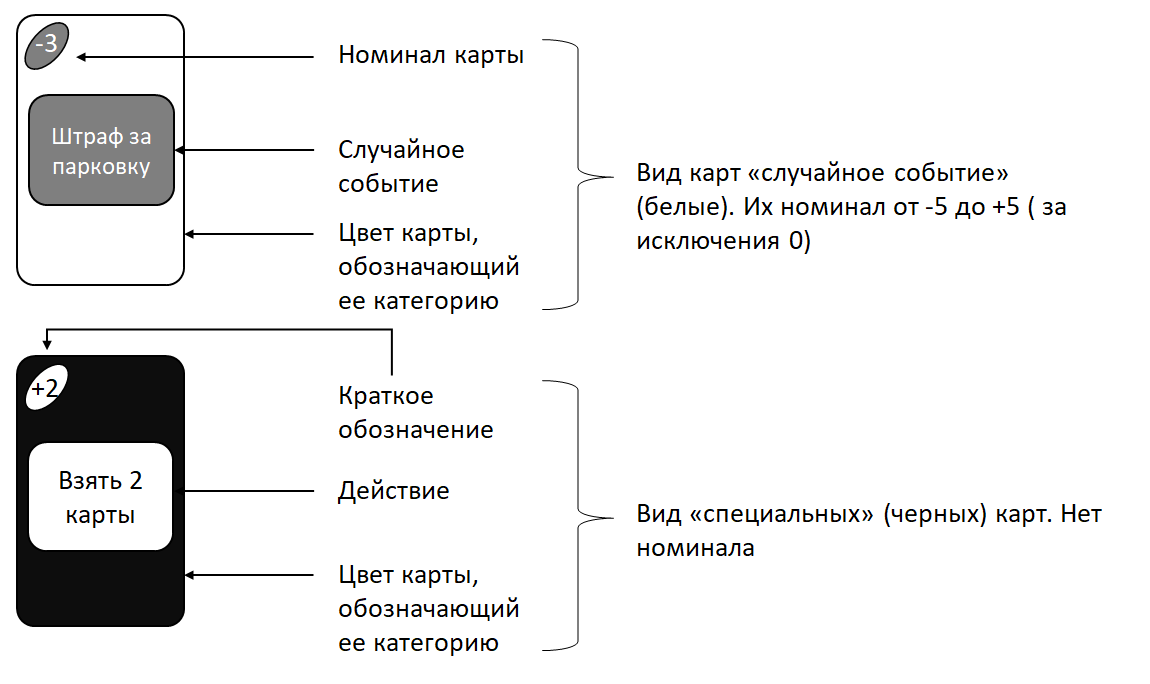 -3
Номинал карты
Штраф за
парковку
Случайное
событие
Цвет карты,
обозначающий
ее категорию
Вид карт «случайное событие»
(белые). Их номинал от -5 до +5 ( за
исключения 0)
+2
Краткое
обозначение
Взять 2
карты
Действие
Цвет карты,
обозначающий
ее категорию
Вид «специальных» (черных) карт. Нет
номинала